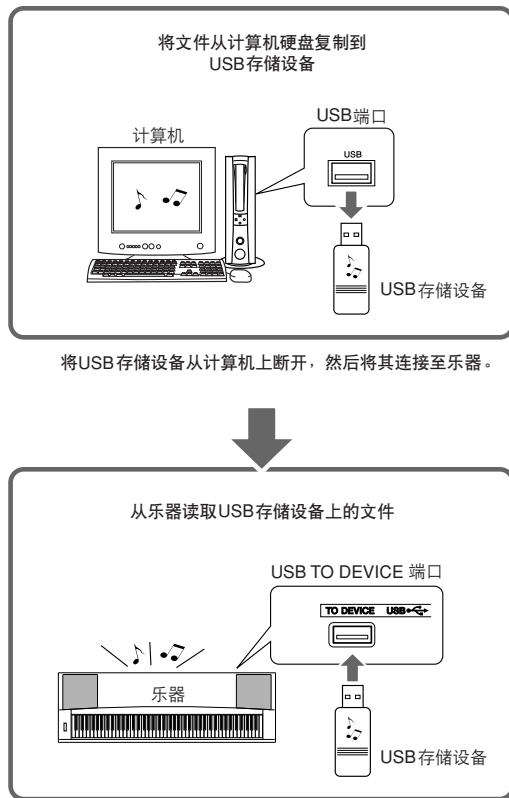 将文件从计算机硬盘复制到
USB存储设备
USB端口
计算机
USB
USB存储设备
将USB存储设备从计算机上断开，然后将其连接至乐器。
从乐器读取USB存储设备上的文件
USB TO DEVICE 端口
TO DEVICE USB
乐器
USB存储设备